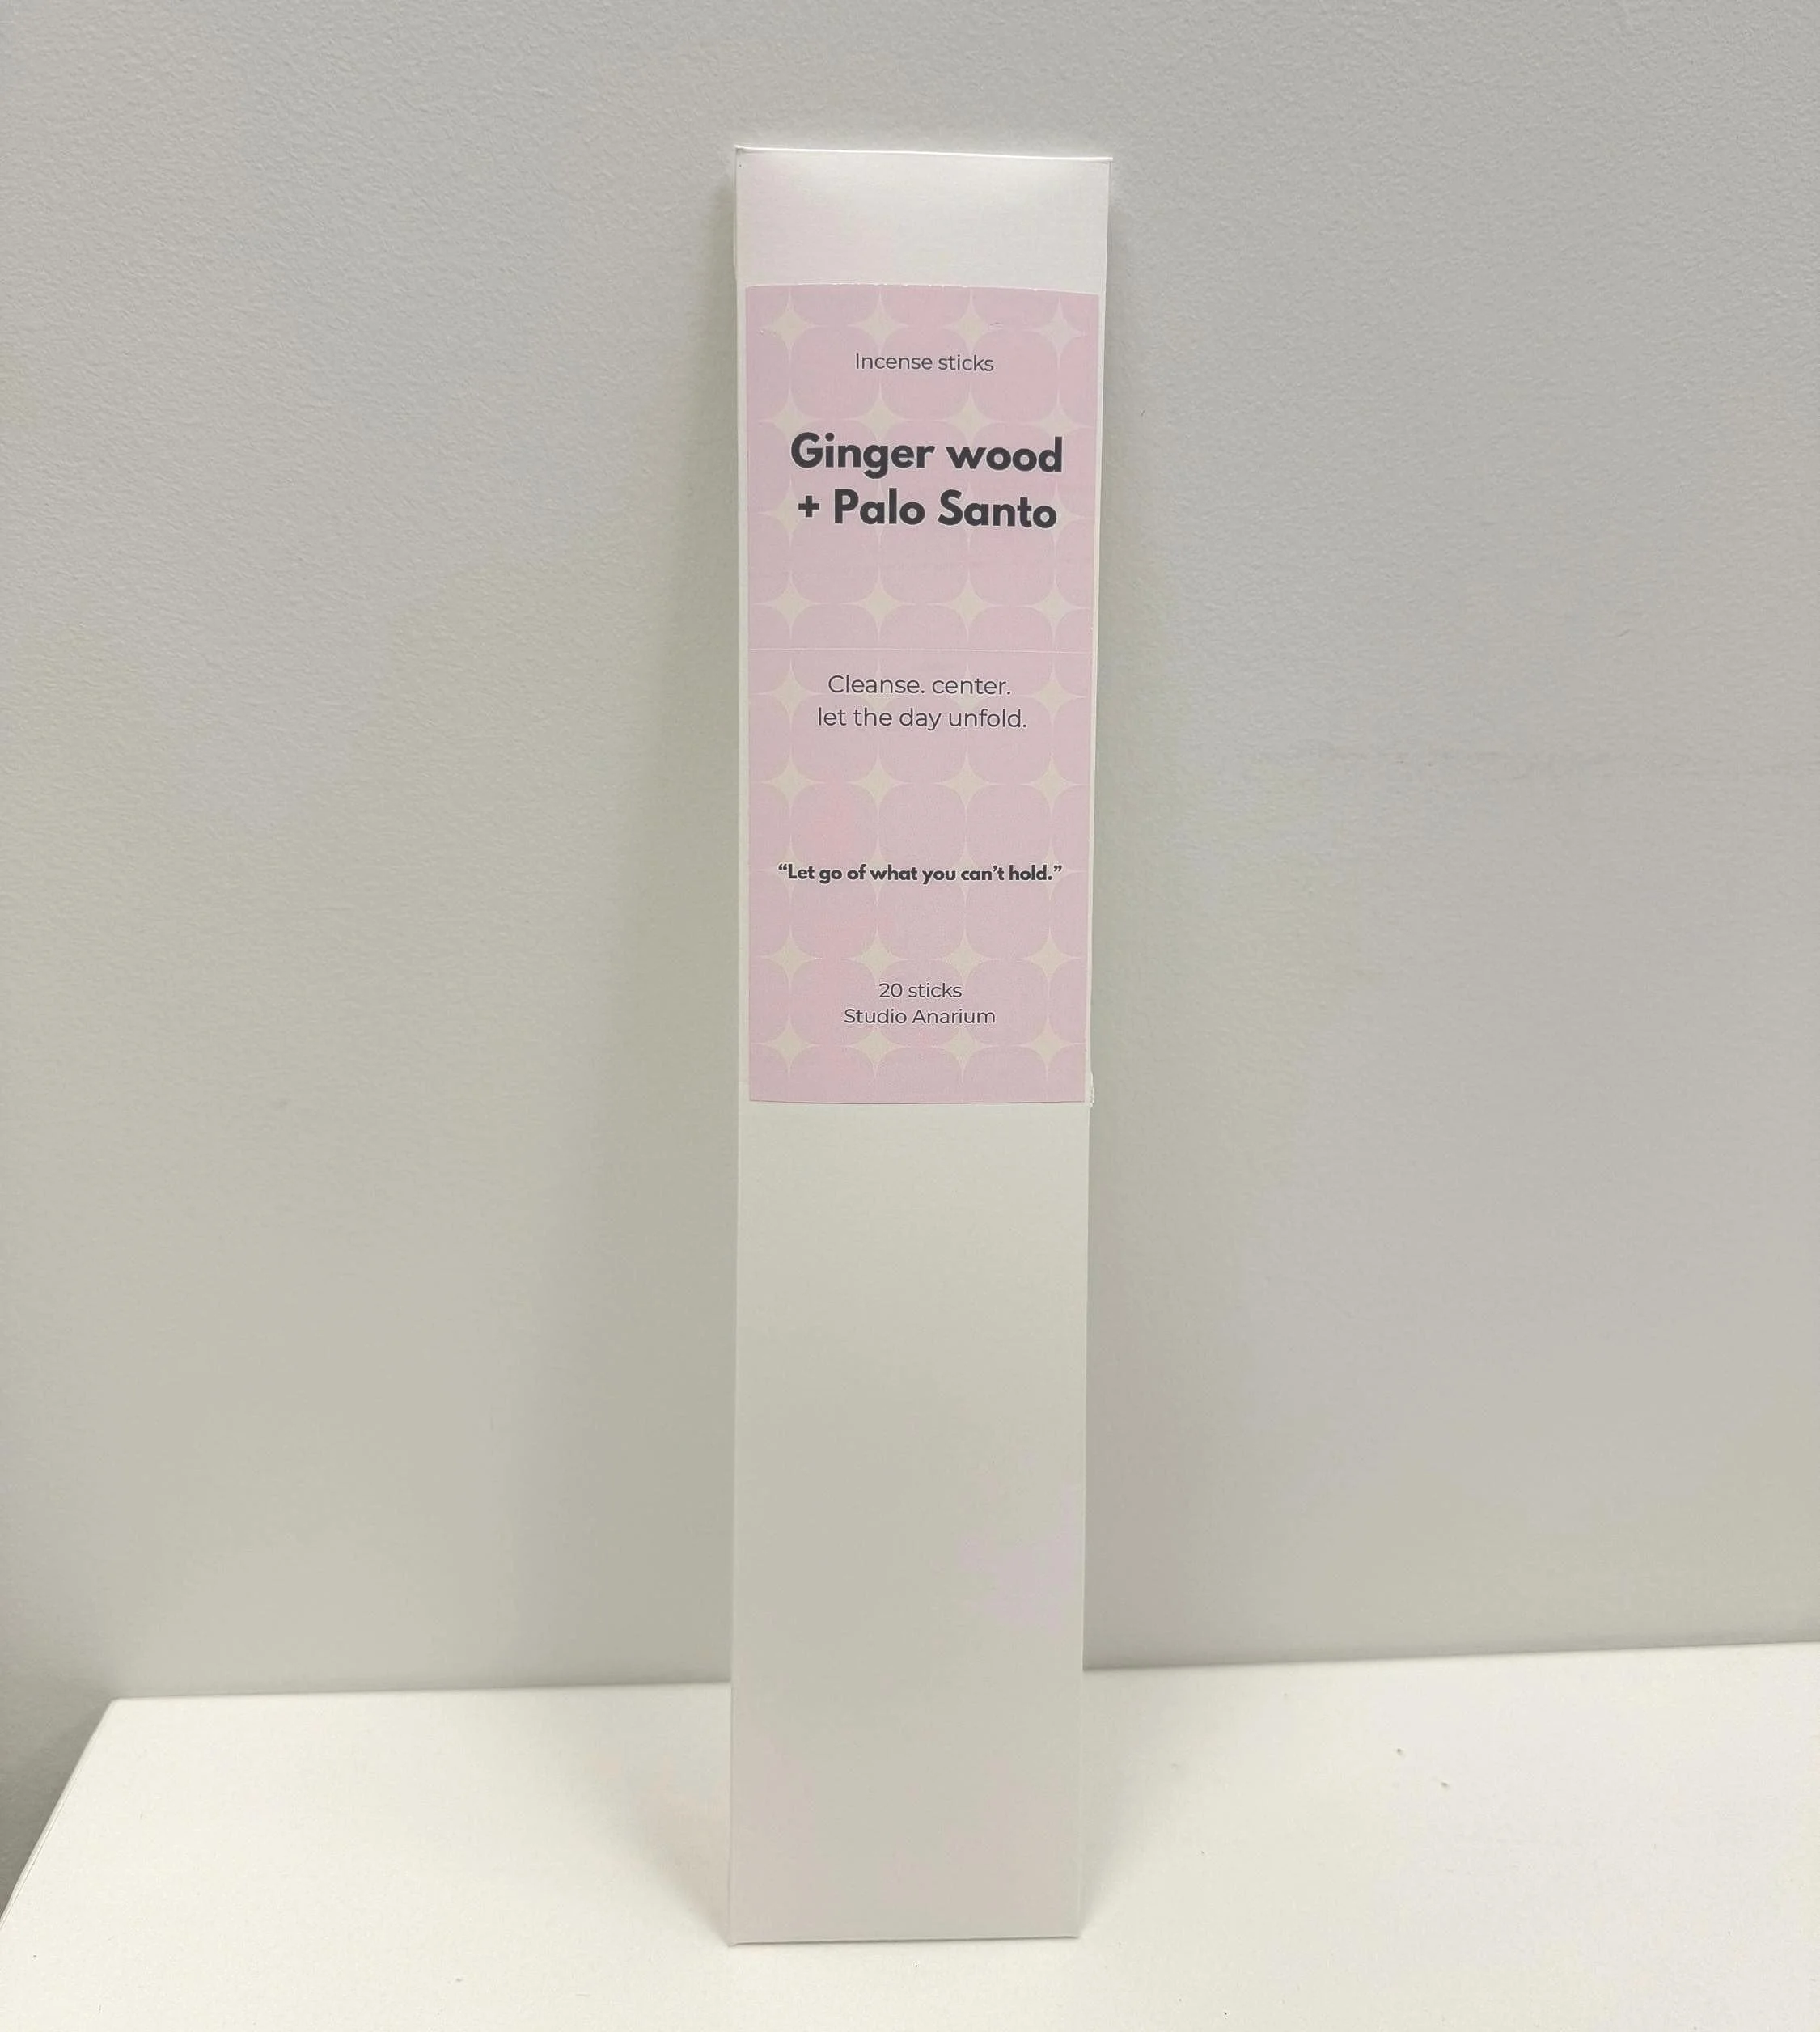 Incense sticks
Ginger wood
+ Palo Santo
Cleanse. center.
let the day unfold.
“Let go of what you can’t hold.”
20 sticks
Studio Anarium